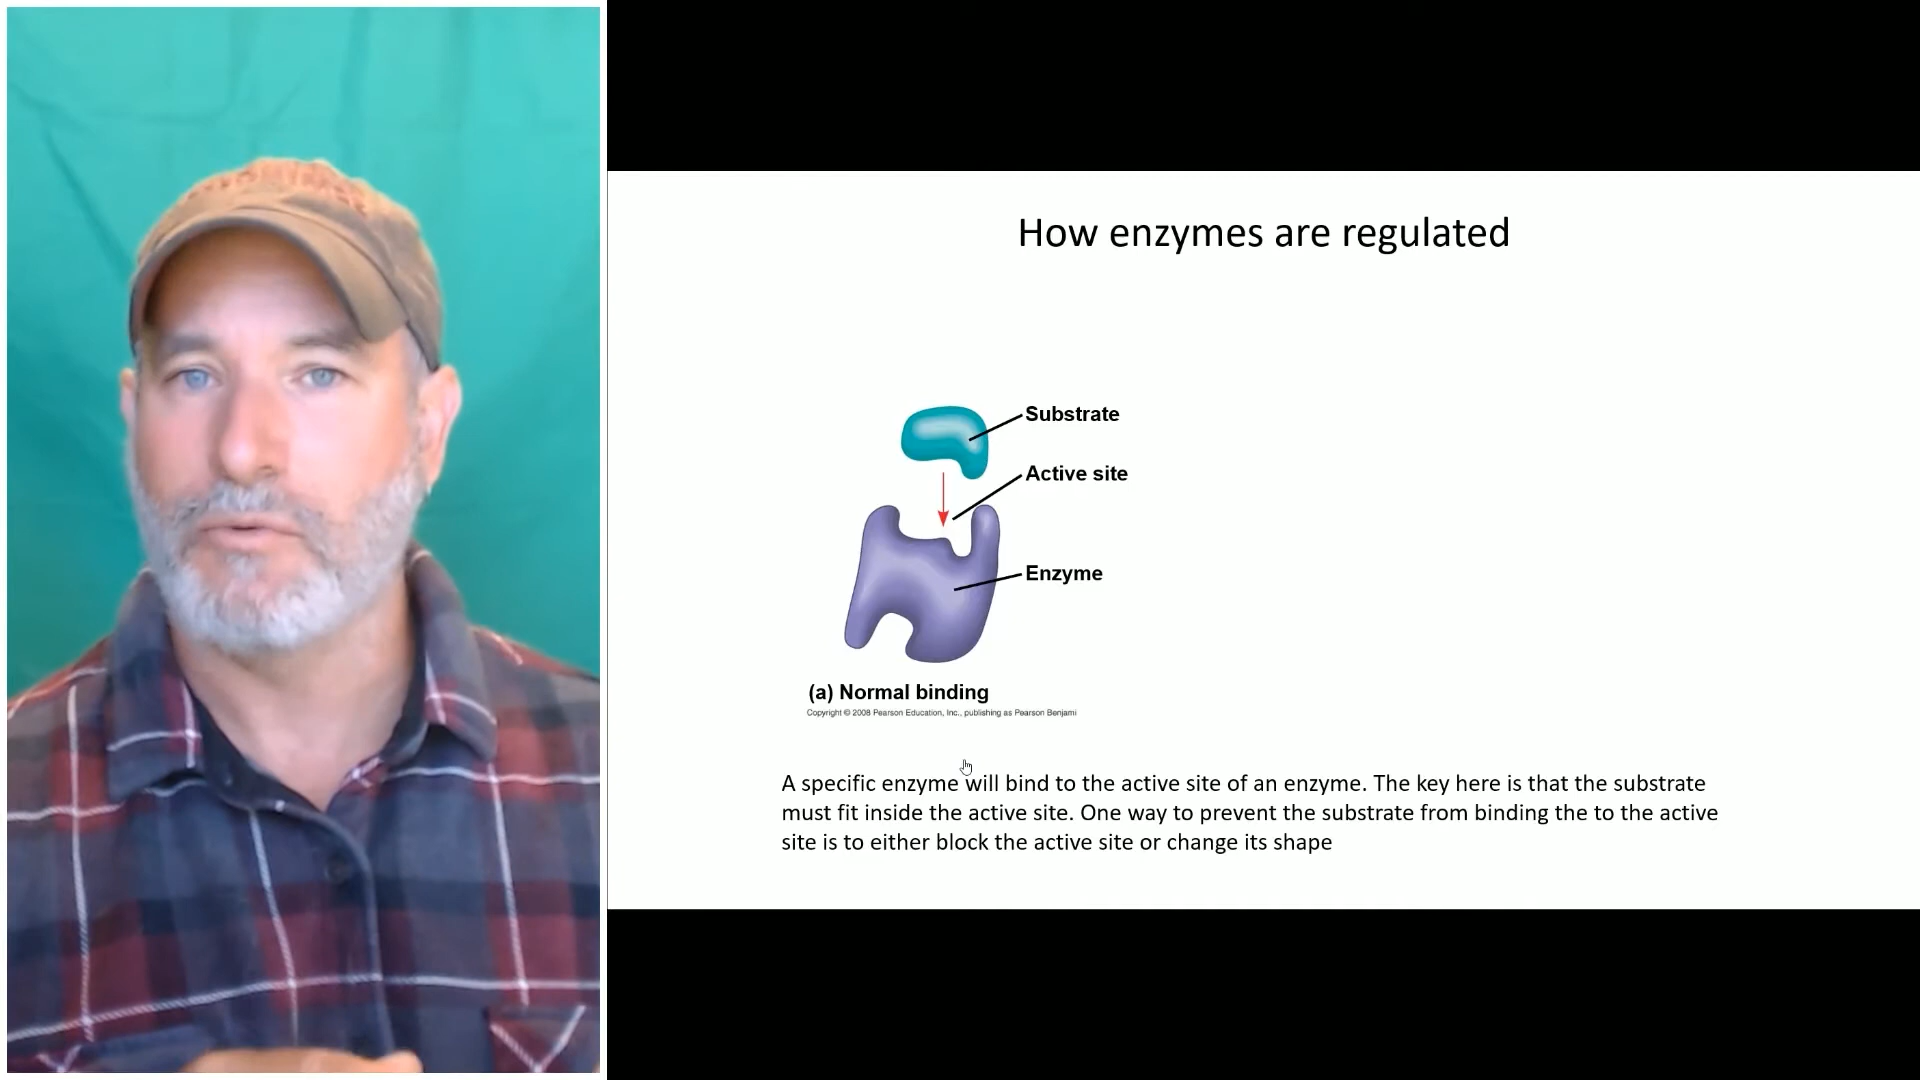 How enzymes are regulated
Substrate
Active site
Enzyme
(a) Normal binding
Copyright © 2008 Pearson Education, Inc., publishing as Pearson Benjami
A specific enzyme will bind to the active site of an enzyme. The key here is that the substrate
must fit inside the active site. One way to prevent the substrate from binding the to the active
site is to either block the active site or change its shape